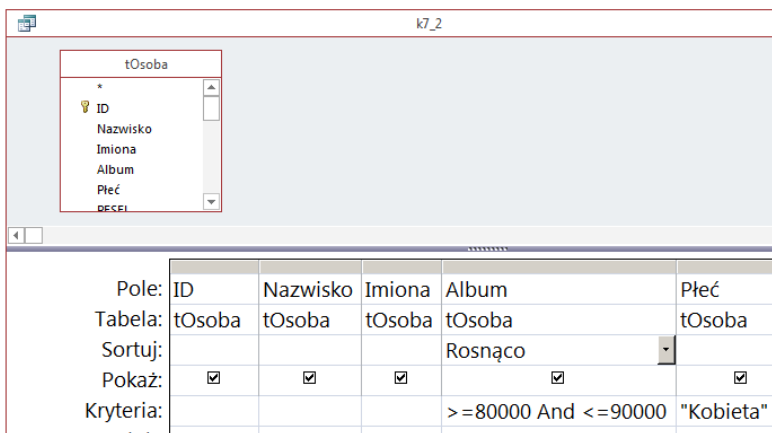 k7_2
tOsoba
*
ID
Nazwisko
Imiona
Album
Płeć
PESEL
Pole: ID Nazwisko Imiona Album Płeć
Tabela: tOsoba tOsoba tOsoba tOsoba tOsoba
Sortuj: Rosnąco
Pokaż:
Kryteria: >=80000 And <=90000 "Kobieta"